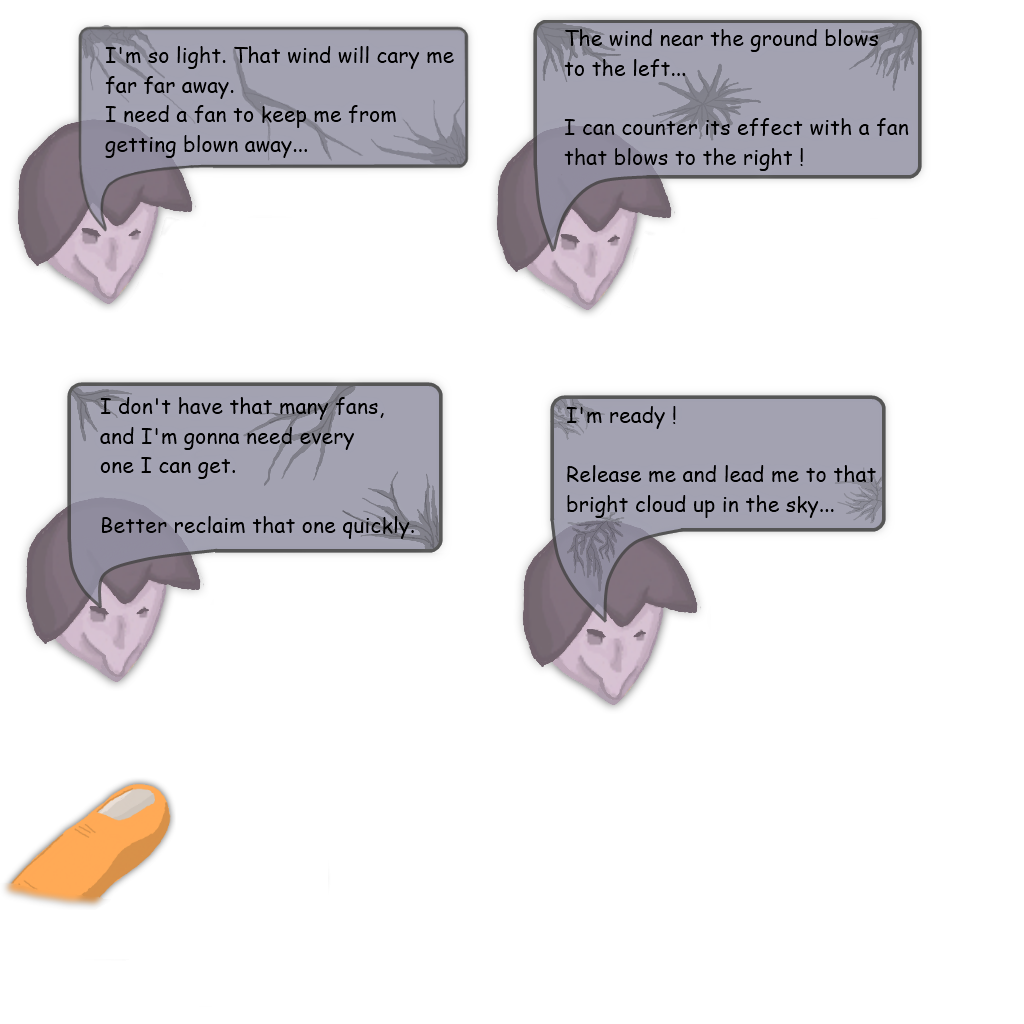 I'm so light. That wind will cary me
far far away.
I need a fan to keep me from
getting blown away...
The wind near the ground blows
to the left...
I can counter its effect with a fan
that blows to the right !
I don't have that many fans,
and I'm gonna need every
one I can get.
Better reclaim that one quickly.
I'm ready !
Release me and lead me to that
bright cloud up in the sky...